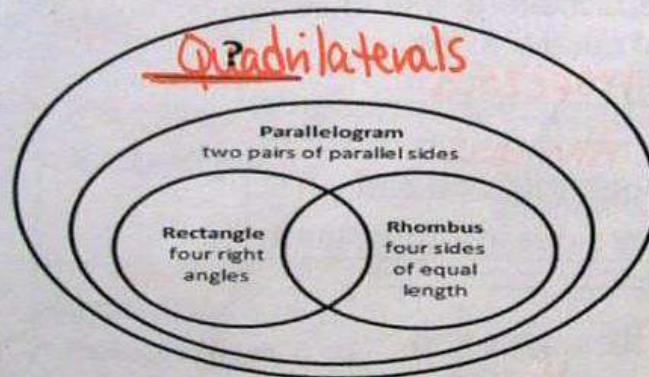 Quadrilaterals
?
Parallelogram
two pairs of parallel sides
Rectangle
four right
angles
Rhombus
four sides
of equal
length